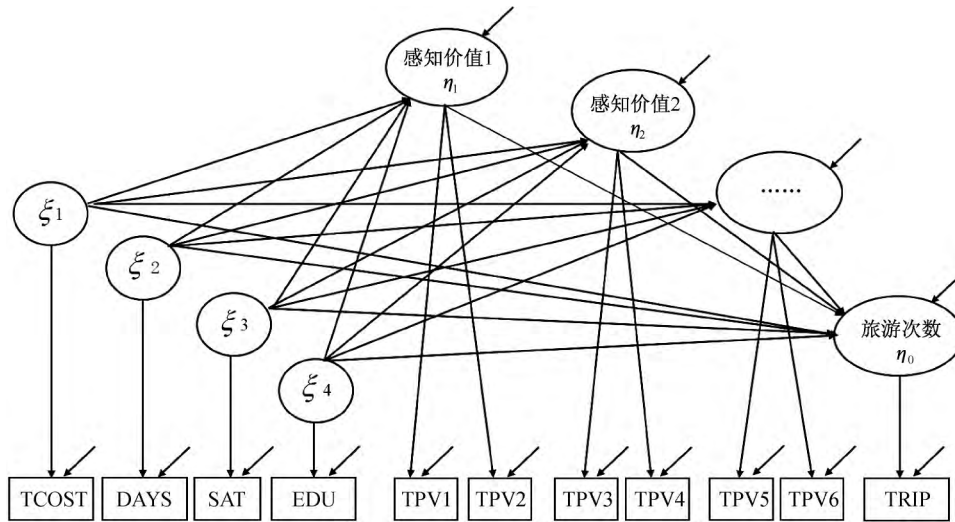 感知价值1
η₁
感知价值2
η₂
……
ξ1
ξ2
ξ3
ξ4
旅游次数
η₀
TCOST
DAYS
SAT
EDU
TPV1
TPV2
TPV3
TPV4
TPV5
TPV6
TRIP